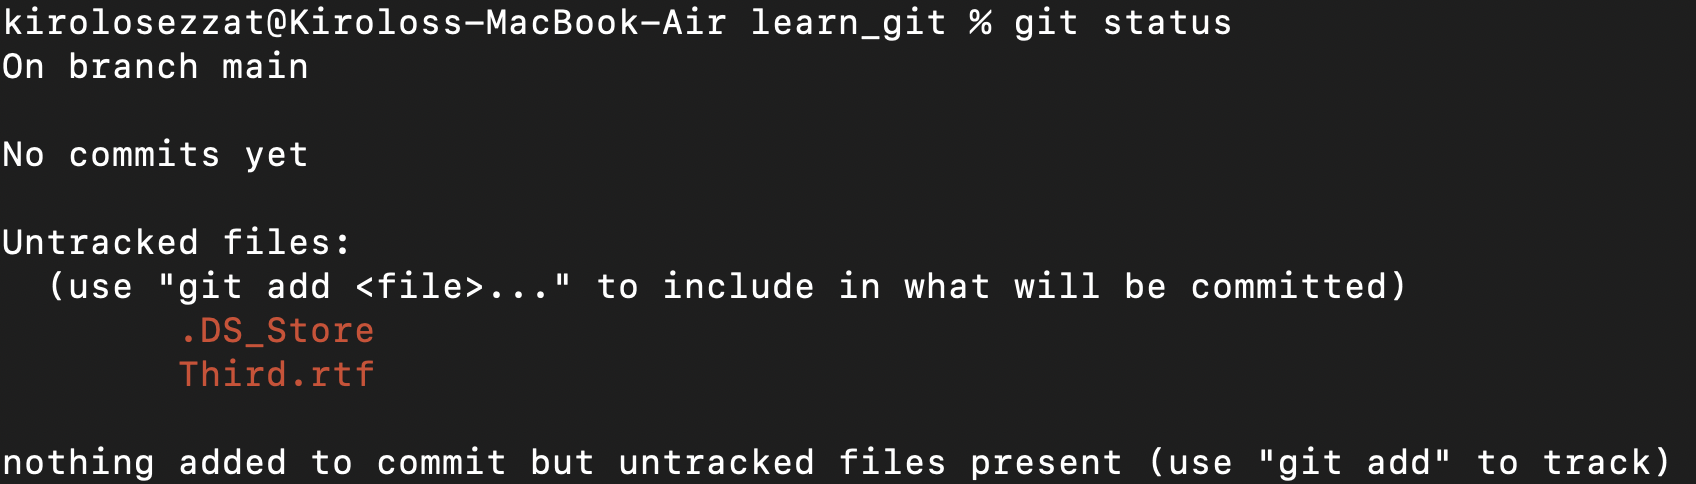 kirolosezzat@Kiroloss-MacBook-Air learn_git % git status
On branch main
No commits yet
Untracked files:
(use "git add <file>..." to include in what will be committed)
.DS_Store
Third.rtf
nothing added to commit but untracked files present (use "git add" to track)